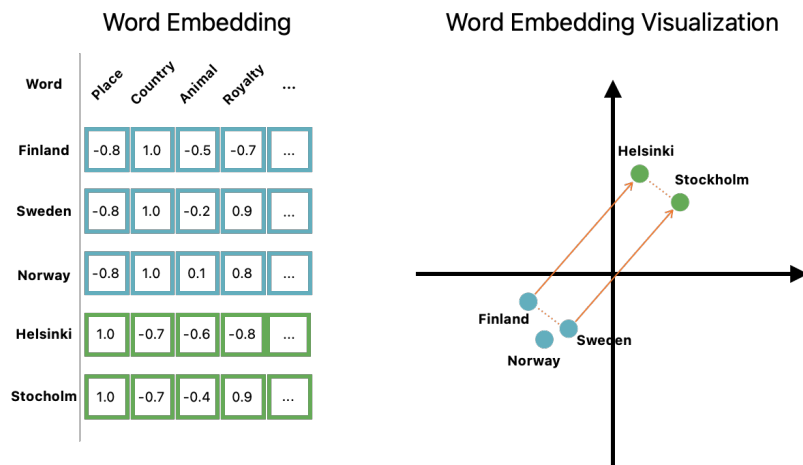 Word Embedding
Word Place Country Animal Royalty ...
Finland -0.8 1.0 -0.5 -0.7 ...
Sweden -0.8 1.0 -0.2 0.9 ...
Norway -0.8 1.0 0.1 0.8 ...
Helsinki 1.0 -0.7 -0.6 -0.8 ...
Stocholm 1.0 -0.7 -0.4 0.9 ...
Word Embedding Visualization
Helsinki
Stockholm
Finland
Sweden
Norway